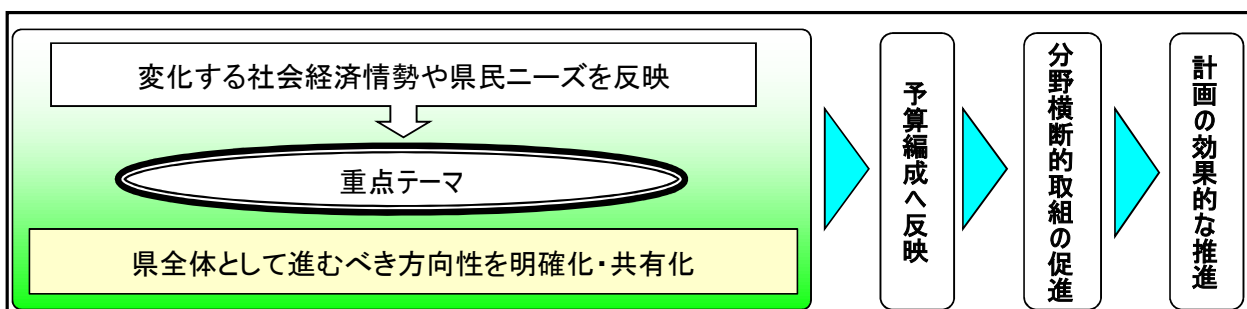 変化する社会経済情勢や県民ニーズを反映
重点テーマ
県全体として進むべき方向性を明確化・共有化
予算編成へ反映
分野横断的取組の促進
計画の効果的な推進